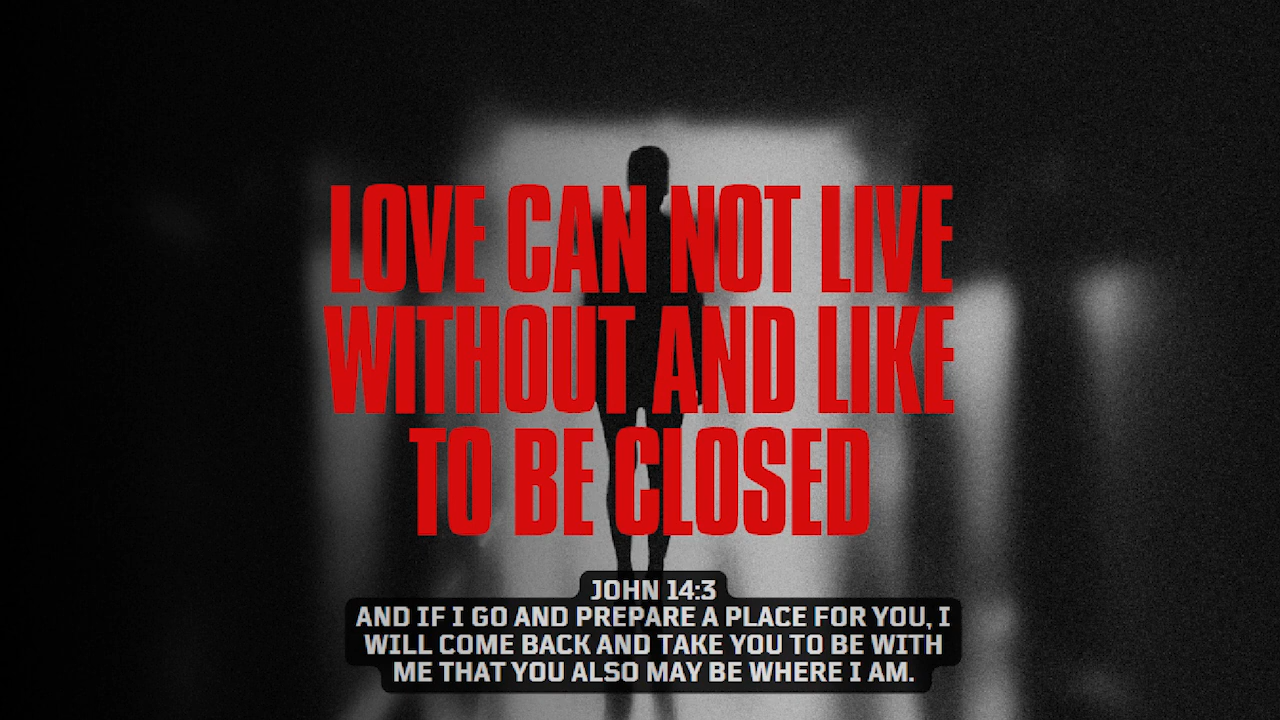 LOVE CAN NOT LIVE
WITHOUT AND LIKE
TO BE CLOSED
JOHN 14:3
AND IF I GO AND PREPARE A PLACE FOR YOU, I
WILL COME BACK AND TAKE YOU TO BE WITH
ME THAT YOU ALSO MAY BE WHERE I AM.